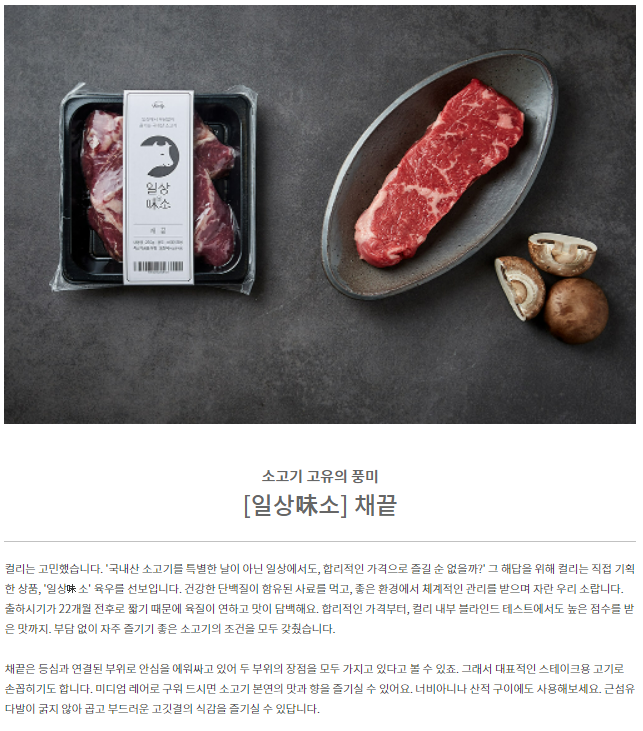 일상
味소
채끝
소고기 고유의 풍미
[일상味소] 채끝
컬리는 고민했습니다. '국내산 소고기를 특별한 날이 아닌 일상에서도, 합리적인 가격으로 즐길 순 없을까?' 그 해답을 위해 컬리는 직접 기획
한 상품, '일상味 소' 육우를 선보입니다. 건강한 단백질이 함유된 사료를 먹고, 좋은 환경에서 체계적인 관리를 받으며 자란 우리 소랍니다.
출하시기가 22개월 전후로 짧기 때문에 육질이 연하고 맛이 담백해요. 합리적인 가격부터, 컬리 내부 블라인드 테스트에서도 높은 점수를 받
은 맛까지. 부담 없이 자주 즐기기 좋은 소고기의 조건을 모두 갖췄습니다.
채끝은 등심과 연결된 부위로 안심을 에워싸고 있어 두 부위의 장점을 모두 가지고 있다고 볼 수 있죠. 그래서 대표적인 스테이크용 고기로
손꼽히기도 합니다. 미디엄 레어로 구워 드시면 소고기 본연의 맛과 향을 즐기실 수 있어요. 너비아니나 산적 구이에도 사용해보세요. 근섬유
다발이 굵지 않아 곱고 부드러운 고깃결의 식감을 즐기실 수 있답니다.